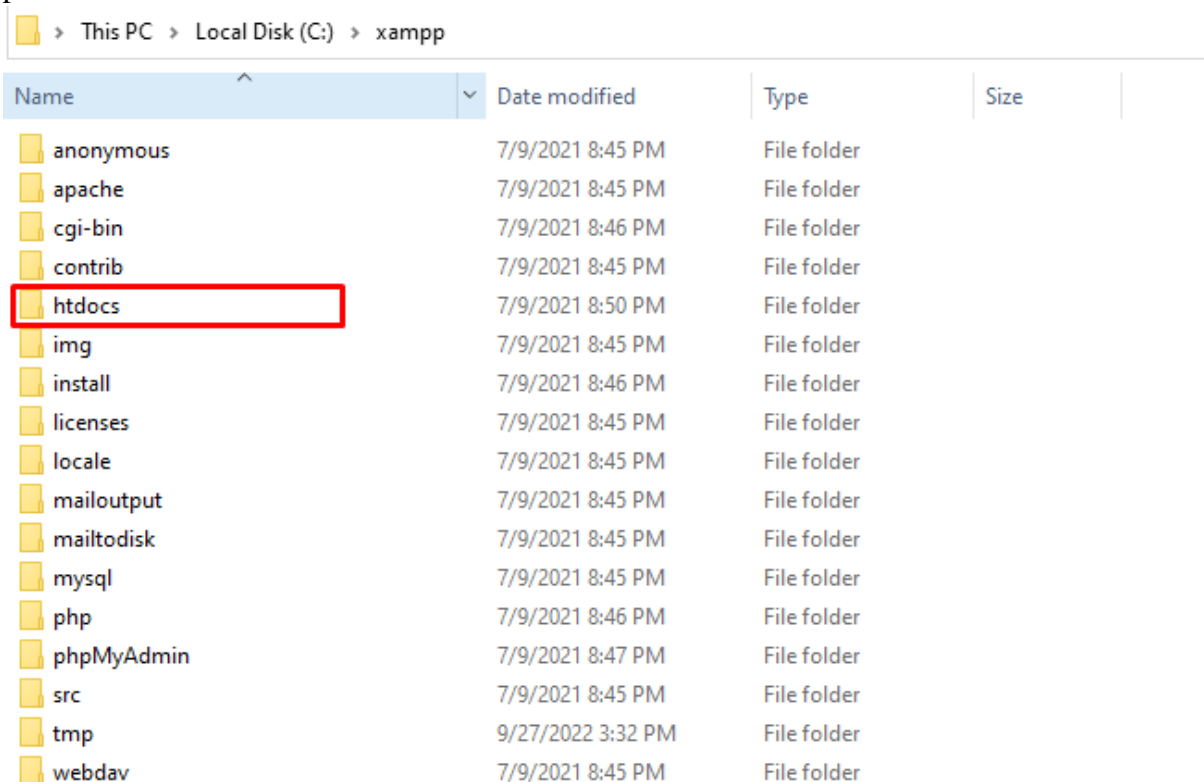 This PC > Local Disk (C:) > xampp
Name Date modified Type Size
anonymous 7/9/2021 8:45 PM File folder
apache 7/9/2021 8:45 PM File folder
cgi-bin 7/9/2021 8:46 PM File folder
contrib 7/9/2021 8:45 PM File folder
htdocs 7/9/2021 8:50 PM File folder
img 7/9/2021 8:45 PM File folder
install 7/9/2021 8:46 PM File folder
licenses 7/9/2021 8:45 PM File folder
locale 7/9/2021 8:45 PM File folder
mailoutput 7/9/2021 8:45 PM File folder
mailtodisk 7/9/2021 8:45 PM File folder
mysql 7/9/2021 8:45 PM File folder
php 7/9/2021 8:46 PM File folder
phpMyAdmin 7/9/2021 8:47 PM File folder
src 7/9/2021 8:45 PM File folder
tmp 9/27/2022 3:32 PM File folder
webdav 7/9/2021 8:45 PM File folder